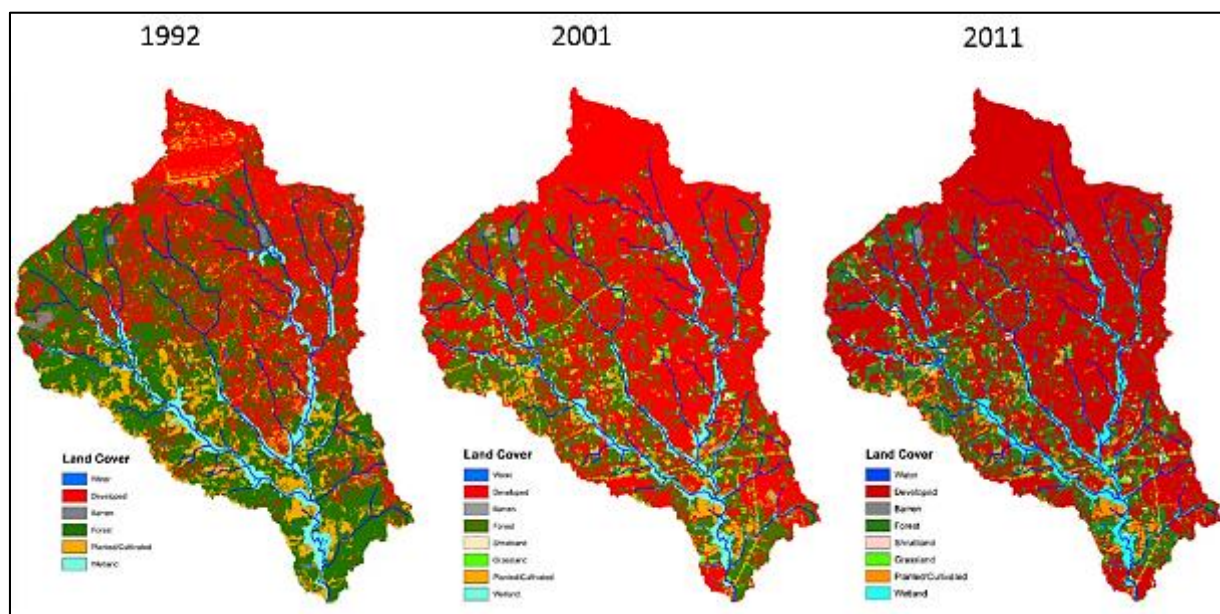 1992
2001
2011
Land Cover
Water
Developed
Barren
Forest
Planted/Cultivated
Wetland
Land Cover
Water
Developed
Barren
Forest
Shrubland
Grassland
Planted/Cultivated
Wetland
Land Cover
Water
Developed
Barren
Forest
Shrubland
Grassland
Planted/Cultivated
Wetland